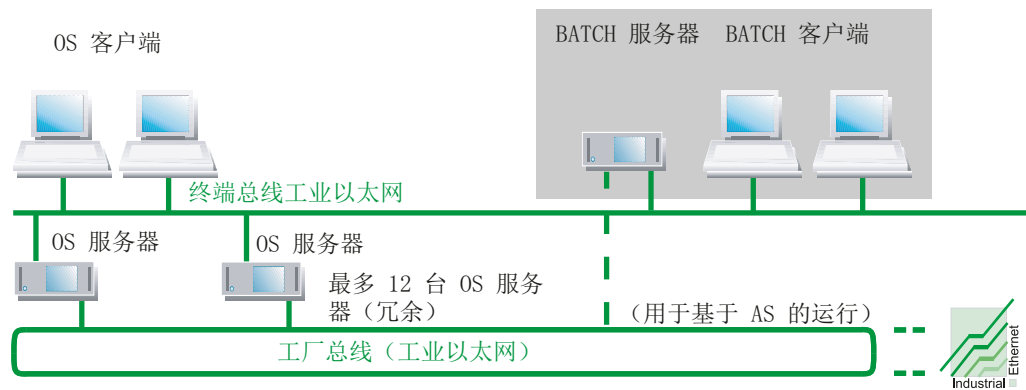 OS 客户端
BATCH 服务器
BATCH 客户端
终端总线工业以太网
OS 服务器
OS 服务器
最多 12 台 OS 服务
器（冗余）
（用于基于 AS 的运行）
工厂总线（工业以太网）
Industrial
Ethernet